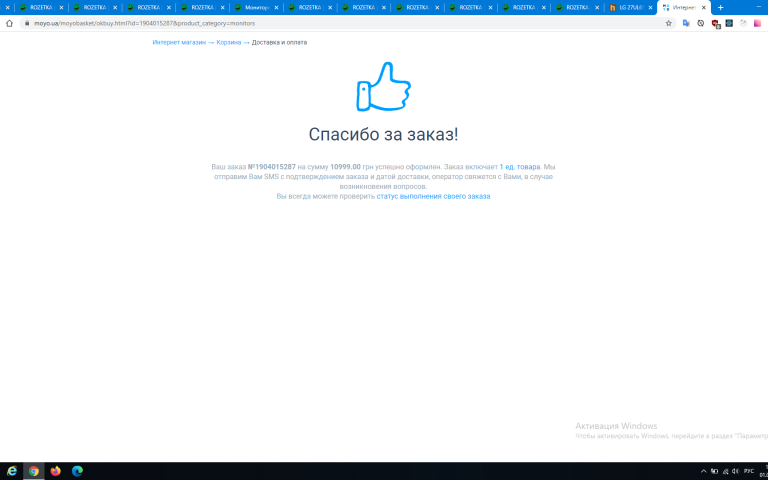 ROZETKA
ROZETKA
ROZETKA
ROZETKA
Монитор
ROZETKA
ROZETKA
ROZETKA
ROZETKA
ROZETKA
ROZETKA
LG 27UL6
Интернет
moyo.ua/moyobasket/okbuy.html?id=1904015287&product_category=monitors
Интернет магазин → Корзина → Доставка и оплата
Спасибо за заказ!
Ваш заказ №1904015287 на сумму 10999.00 грн успешно оформлен. Заказ включает 1 ед. товара. Мы
отправим Вам SMS с подтверждением заказа и датой доставки, оператор свяжется с Вами, в случае
возникновения вопросов.
Вы всегда можете проверить статус выполнения своего заказа
Активация Windows
Чтобы активировать Windows, перейдите в раздел "Параметр
РУС
01.0